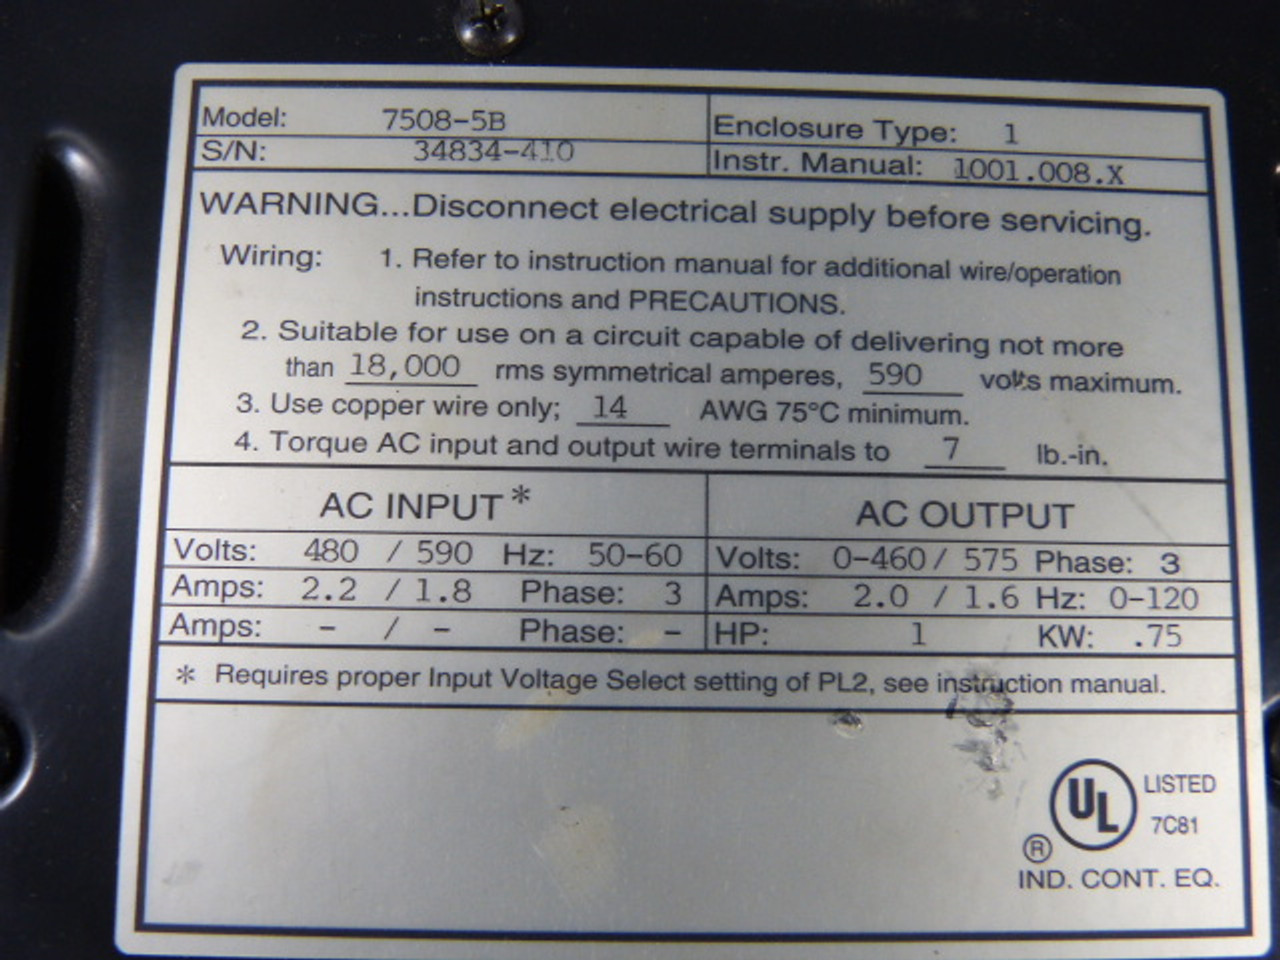 Model: 7508-5B
S/N: 34834-410
Enclosure Type: 1
Instr. Manual: 1001.008.X
WARNING...Disconnect electrical supply before servicing.
Wiring: 1. Refer to instruction manual for additional wire/operation
instructions and PRECAUTIONS.
2. Suitable for use on a circuit capable of delivering not more
than 18,000 rms symmetrical amperes, 590 volts maximum.
3. Use copper wire only; 14 AWG 75°C minimum.
4. Torque AC input and output wire terminals to 7 lb.-in.
AC INPUT*
Volts: 480 / 590 Hz: 50-60
Amps: 2.2 / 1.8 Phase: 3
Amps: - / - Phase: -
AC OUTPUT
Volts: 0-460/ 575 Phase: 3
Amps: 2.0 / 1.6 Hz: 0-120
HP: 1 KW: .75
* Requires proper Input Voltage Select setting of PL2, see instruction manual.
UL LISTED
7C81
®
IND. CONT. EQ.